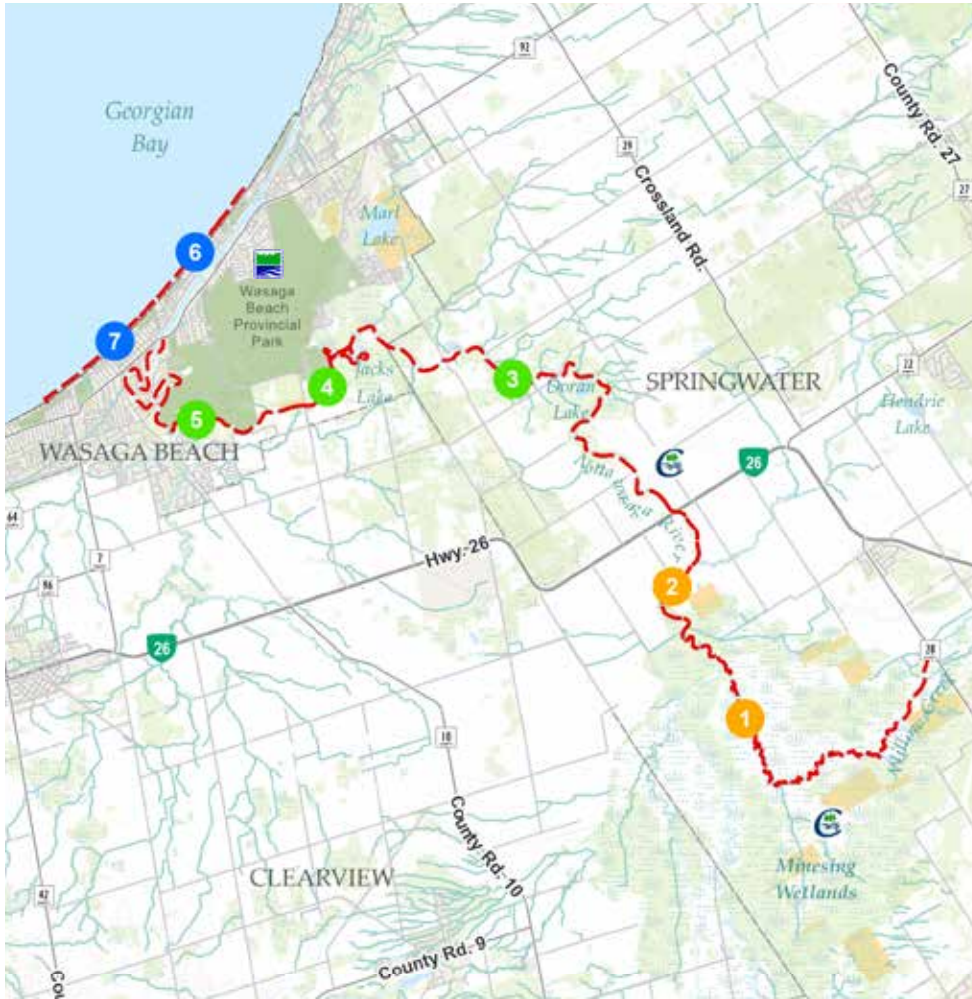 Georgian
Bay
92
County Rd. 27
29
27
Crossland Rd.
Marl
Lake
6
Wasaga
Beach
Provincial
Park
7
Jacks
Lake
4
3
Doran
Lake
SPRINGWATER
22
Hendrie
Lake
5
WASAGA BEACH
26
Nottawasaga River
64
7
Hwy. 26
96
2
26
28
1
Willow Creek
10
County Rd. 10
Minesing
Wetlands
CLEARVIEW
42
County Rd. 9